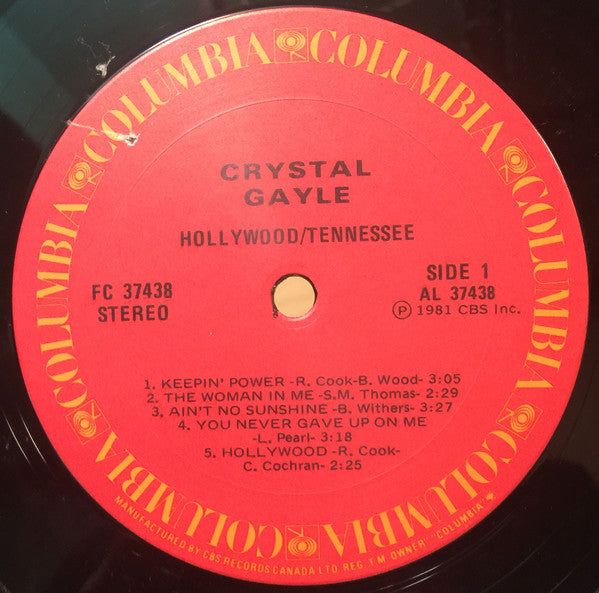 COLUMBIA COLUMBIA COLUMBIA COLUMBIA COLUMBIA COLUMBIA COLUMBIA COLUMBIA
CRYSTAL
GAYLE
HOLLYWOOD/TENNESSEE
FC 37438
STEREO
SIDE 1
AL 37438
Ⓟ 1981 CBS Inc.
1. KEEPIN' POWER -R. Cook-B. Wood- 3:05
2. THE WOMAN IN ME -S.M. Thomas- 2:29
3. AIN'T NO SUNSHINE -B. Withers- 3:27
4. YOU NEVER GAVE UP ON ME
-L. Pearl- 3:18
5. HOLLYWOOD -R. Cook-
C. Cochran- 2:25
MANUFACTURED BY CBS RECORDS CANADA LTD REG T'M OWNER" COLUMBIA"